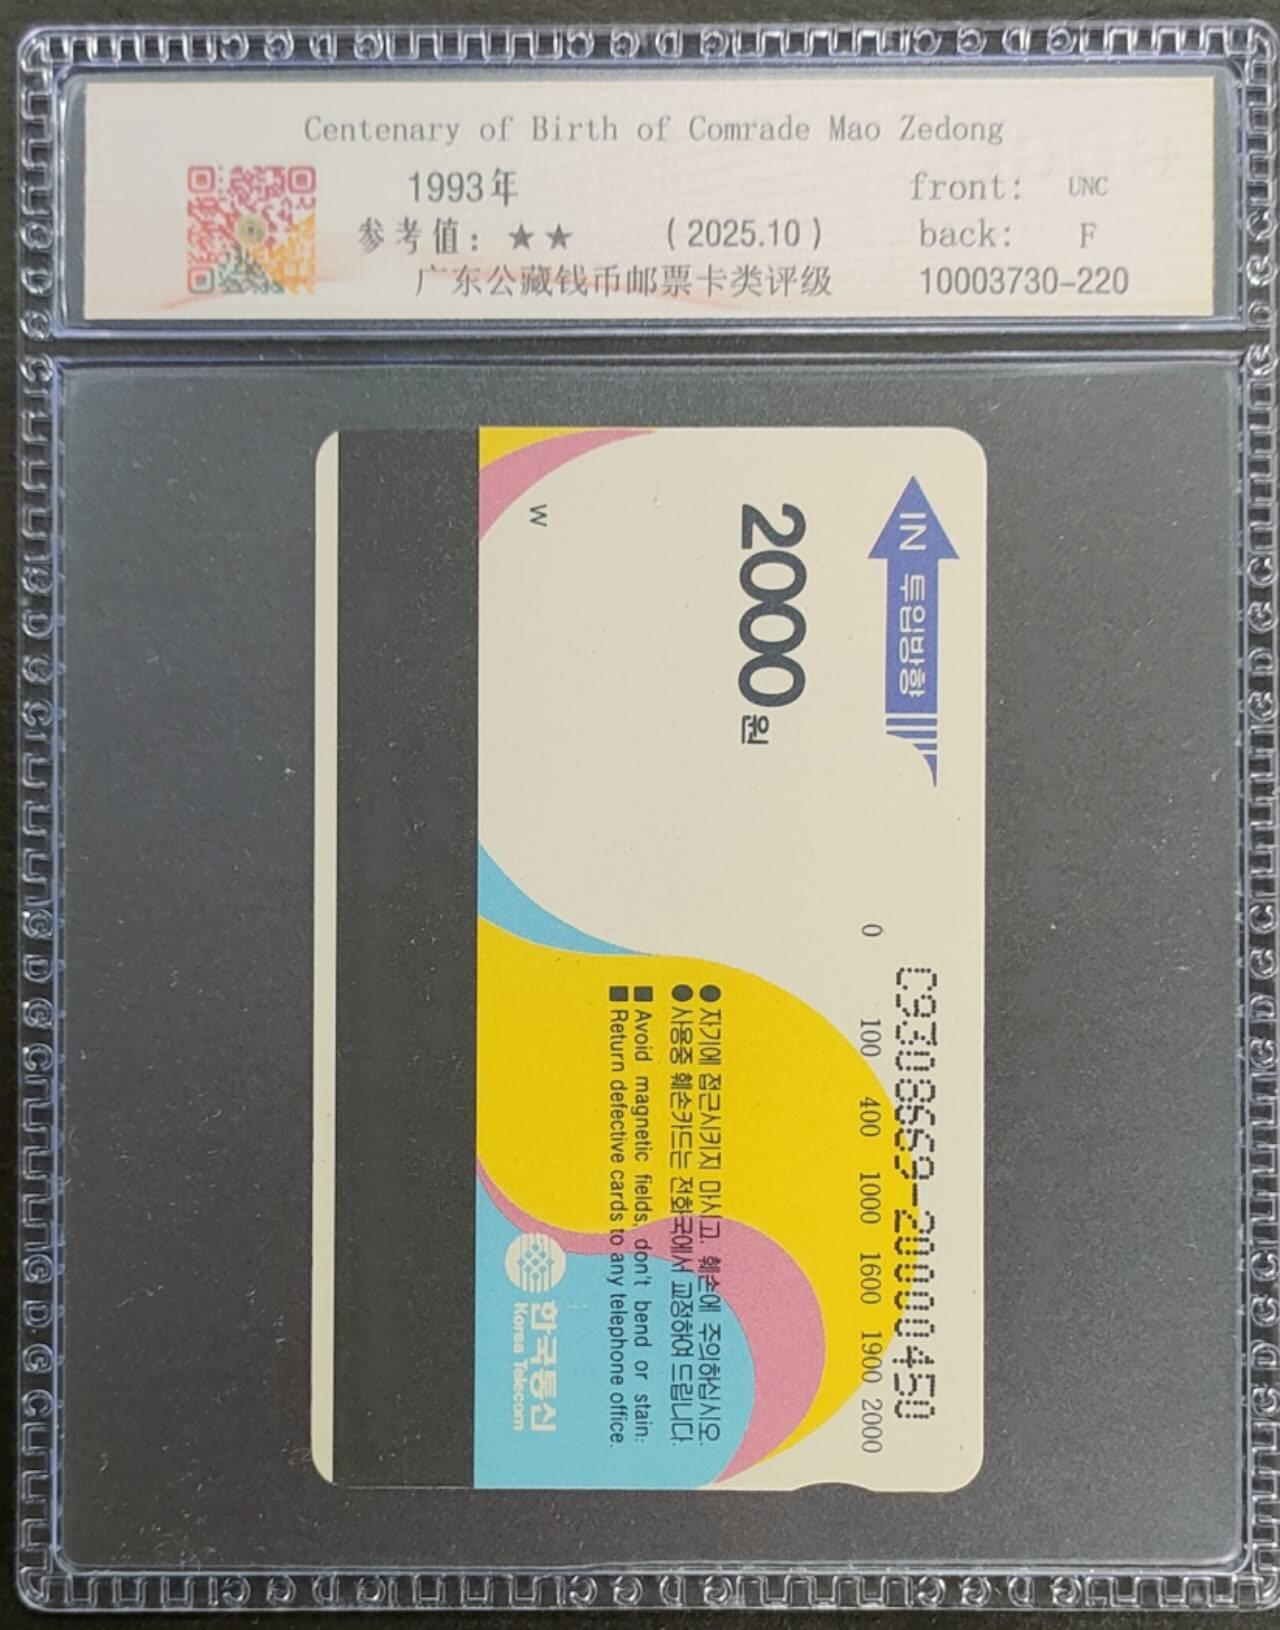 Centenary of Birth of Comrade Mao Zedong
1993年
front: UNC
参考值: ★★ (2025.10)
back: F
广东公藏钱币邮票卡类评级
10003730-220
IN 투입방향
2000원
W
C9308669-20000450
0 100 400 1000 1600 1900 2000
●자기에 접근시키지 마시고, 훼손에 주의하십시오.
●사용중 훼손카드는 전화국에서 교정하여 드립니다.
■Avoid magnetic fields, don't bend or stain.
■Return defective cards to any telephone office.
한국통신
Korea Telecom